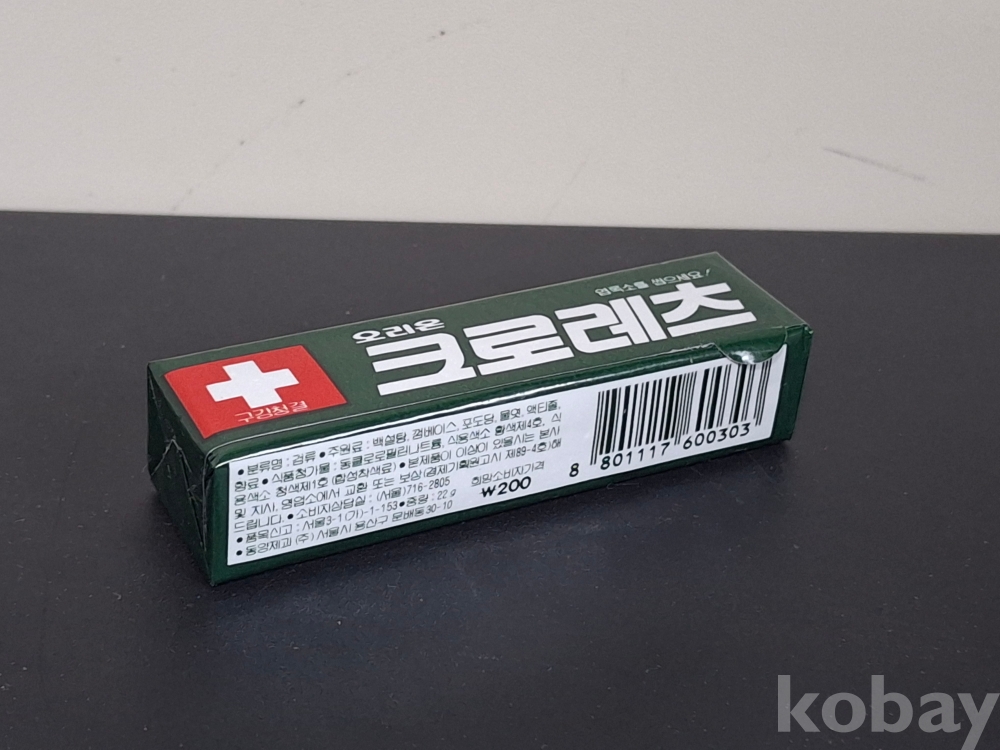 엽록소를 씹으세요!
오리온
크로레츠
구강청결
• 분류명 : 검류 • 주원료 : 백설탕, 껌베이스, 포도당, 물엿, 액티졸,
향료 • 식품첨가물 : 동클로로필린나트륨, 식용색소 황색제4호, 식
용색소 청색제1호 (합성착색료) • 본제품에 이상이 있을시는 본사
및 지사, 영업소에서 교환 또는 보상 (경제기획원고시 제89-4호)해
드립니다. • 소비자상담실 : (서울)716-2805
• 품목신고 : 서울3-1(가)-1-153 • 중량 : 22g
• 동양제과 (주) 서울시 용산구 문배동 30-10
희망소비자가격
₩200
8 801117 600303
kobay